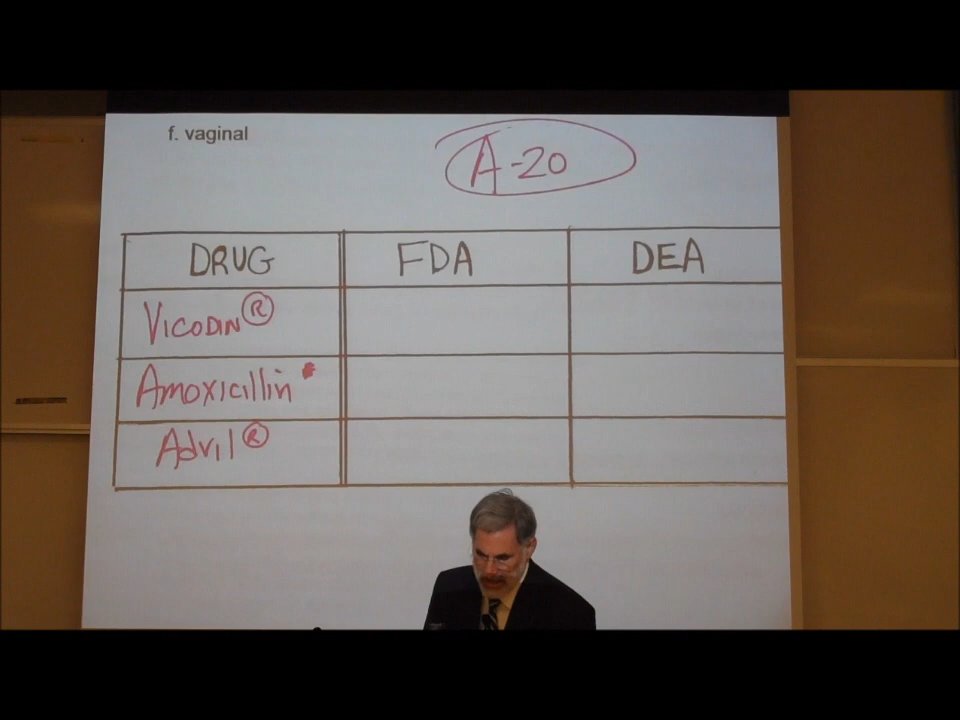 f. vaginal
A-20
DRUG FDA DEA
VICODIN ®
Amoxicillin
Advil ®